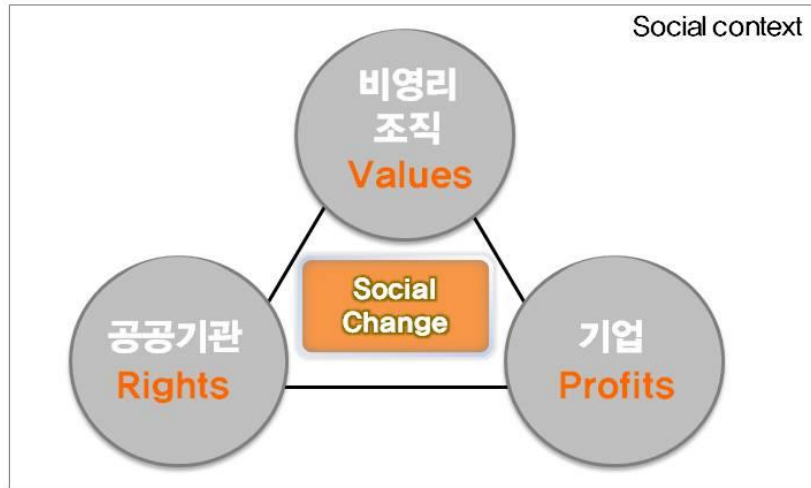 Social context
비영리
조직
Values
Social
Change
공공기관
Rights
기업
Profits